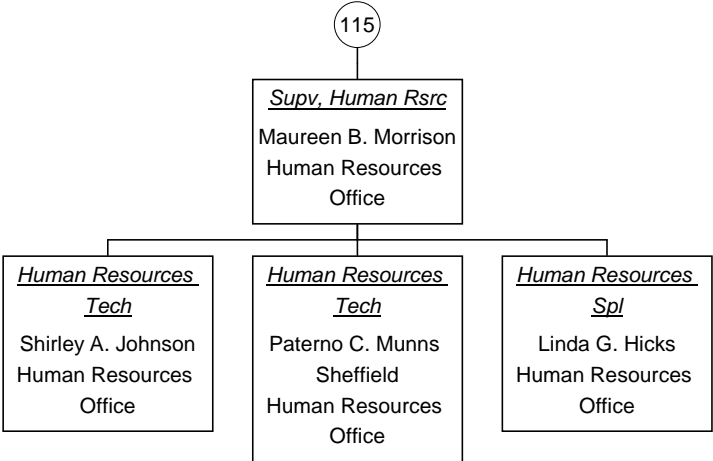 115
Supv, Human Rsrc
Maureen B. Morrison
Human Resources
Office
Human Resources
Tech
Shirley A. Johnson
Human Resources
Office
Human Resources
Tech
Paterno C. Munns
Sheffield
Human Resources
Office
Human Resources
Spl
Linda G. Hicks
Human Resources
Office